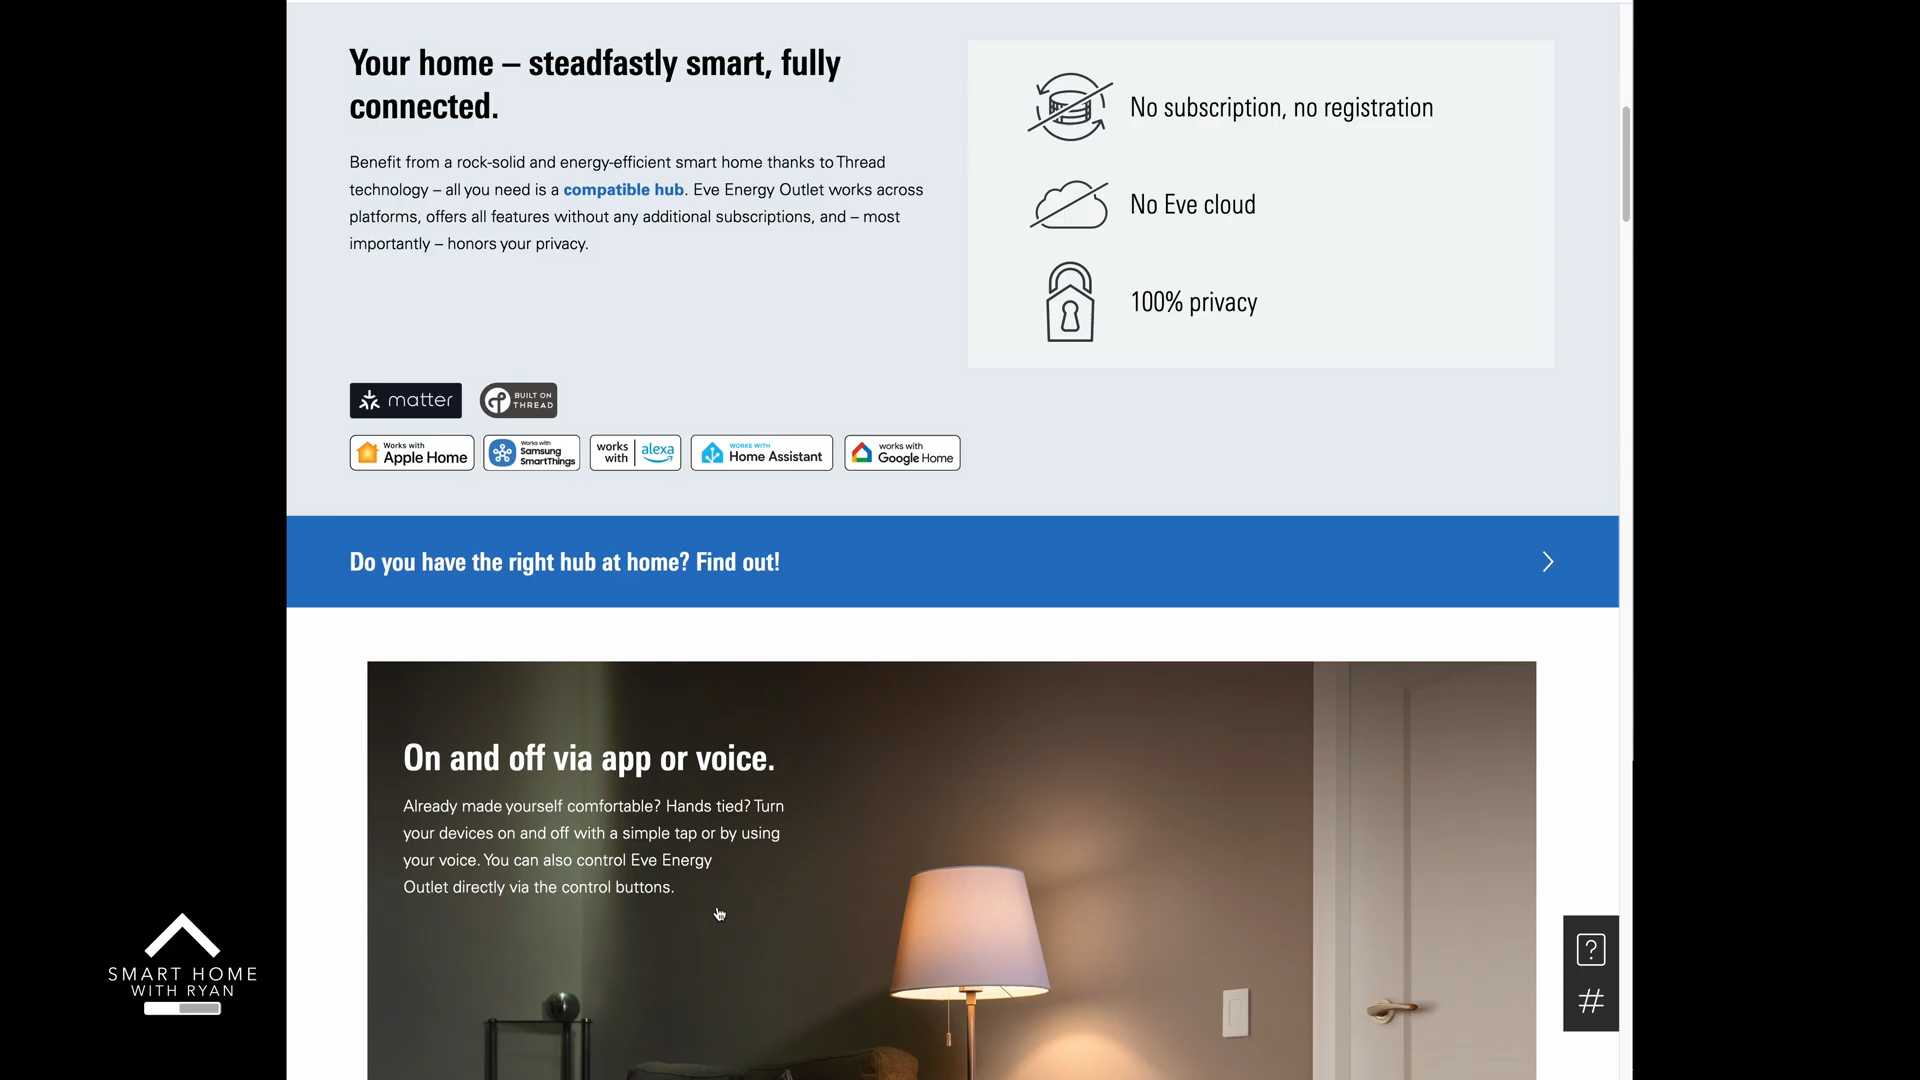 Your home – steadfastly smart, fully
connected.
Benefit from a rock-solid and energy-efficient smart home thanks to Thread
technology – all you need is a compatible hub. Eve Energy Outlet works across
platforms, offers all features without any additional subscriptions, and – most
importantly – honors your privacy.
No subscription, no registration
No Eve cloud
100% privacy
matter
BUILT ON
THREAD
Works with
Apple Home
Works with
Samsung
SmartThings
works
with
alexa
WORKS WITH
Home Assistant
works with
Google Home
Do you have the right hub at home? Find out!
On and off via app or voice.
Already made yourself comfortable? Hands tied? Turn
your devices on and off with a simple tap or by using
your voice. You can also control Eve Energy
Outlet directly via the control buttons.
?
#
SMART HOME
WITH RYAN